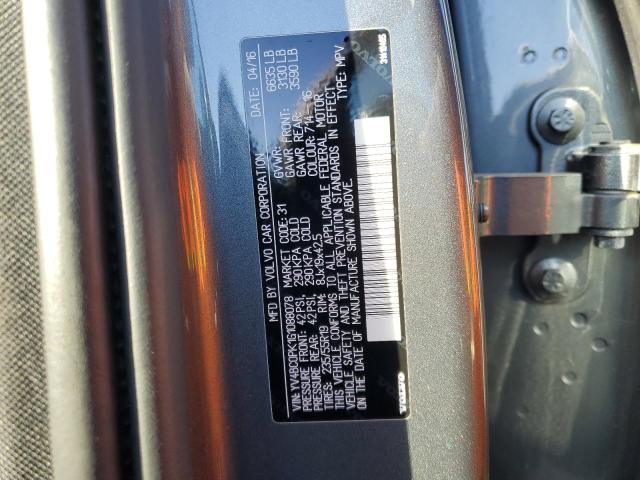 MFD BY VOLVO CAR CORPORATION DATE: 04/16
GVWR: 6635 LB
GAWR FRONT: 3130 LB
GAWR REAR: 3590 LB
VIN: YV4BC0PK1G1088078 MARKET CODE: 31 COLOUR: 714-16 TYPE: MPV
PRESSURE FRONT: 42 PSI, 290 KPA COLD
PRESSURE REAR: 42 PSI, 290 KPA COLD
TIRES: 235/55R19 RIM: 8Jx19x42.5
THIS VEHICLE CONFORMS TO ALL APPLICABLE FEDERAL MOTOR
VEHICLE SAFETY AND THEFT PREVENTION STANDARDS IN EFFECT
ON THE DATE OF MANUFACTURE SHOWN ABOVE.
VOLVO